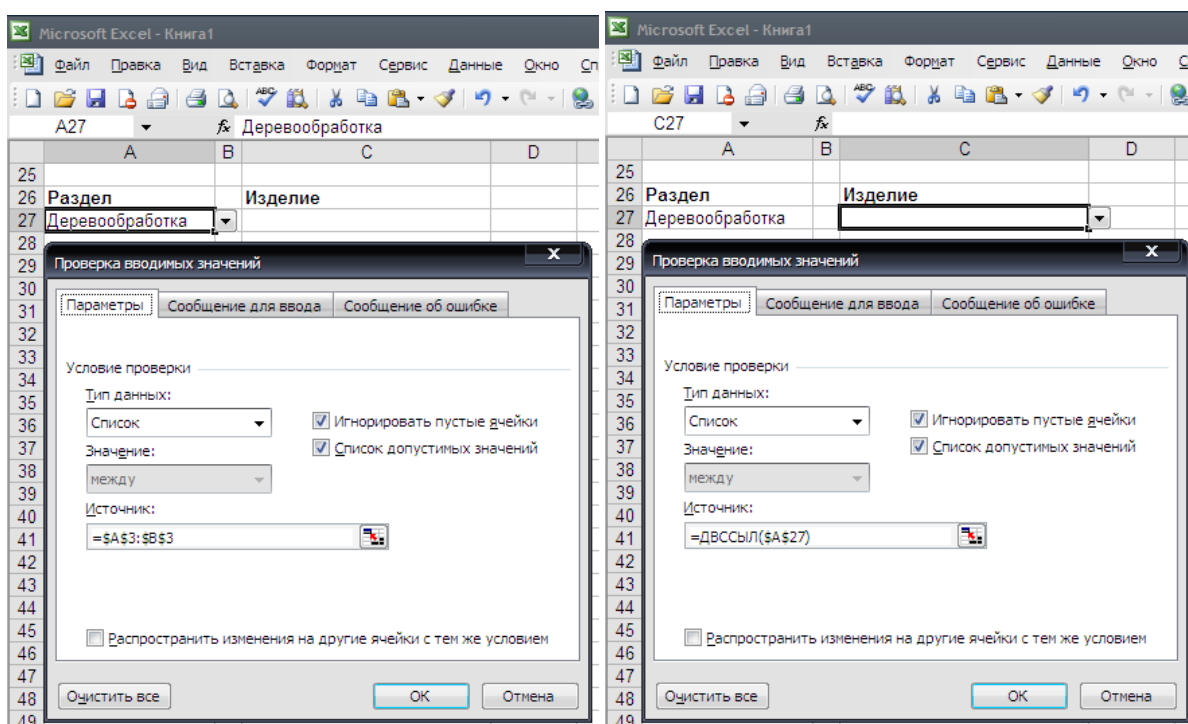 Microsoft Excel - Книга1
Файл Правка Вид Вставка Формат Сервис Данные Окно Сп
A27 fx Деревообработка
A B C D
25
26 Раздел Изделие
27 Деревообработка
28
29
30
31
32
33
34
35
36
37
38
39
40
41
42
43
44
45
46
47
48
49
Проверка вводимых значений
x
Параметры Сообщение для ввода Сообщение об ошибке
Условие проверки
Тип данных:
Список
Игнорировать пустые ячейки
Значение:
Список допустимых значений
между
Источник:
=$A$3:$B$3
Распространить изменения на другие ячейки с тем же условием
Очистить все ОК Отмена
Microsoft Excel - Книга1
Файл Правка Вид Вставка Формат Сервис Данные Окно С
C27 fx
A B C D
25
26 Раздел Изделие
27 Деревообработка
28
29
30
31
32
33
34
35
36
37
38
39
40
41
42
43
44
45
46
47
48
49
Проверка вводимых значений
x
Параметры Сообщение для ввода Сообщение об ошибке
Условие проверки
Тип данных:
Список
Игнорировать пустые ячейки
Значение:
Список допустимых значений
между
Источник:
=ДВССЫЛ($A$27)
Распространить изменения на другие ячейки с тем же условием
Очистить все ОК Отмена